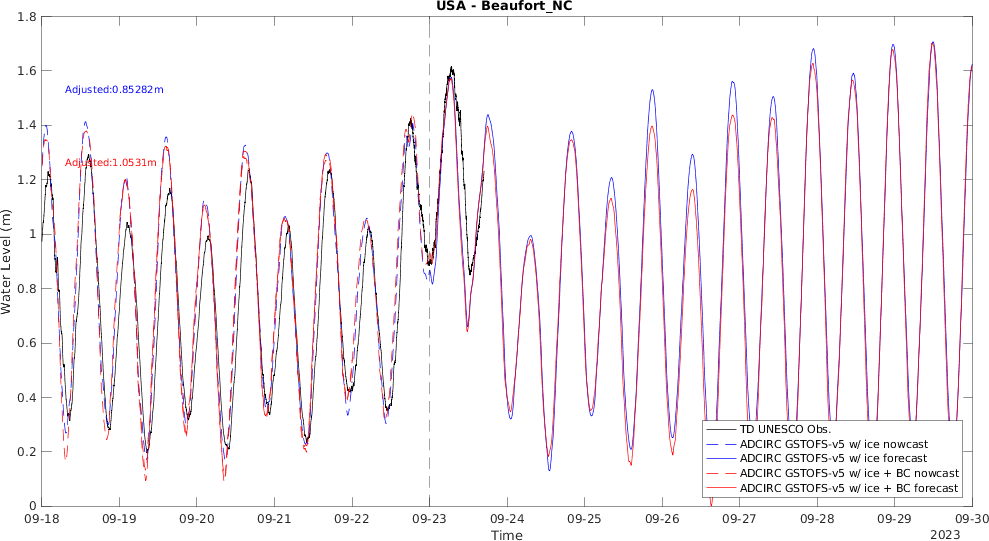 USA - Beaufort_NC
1.8
1.6
1.4
1.2
1
0.8
0.6
0.4
0.2
0
Water Level (m)
Adjusted:0.85282m
Adjusted:1.0531m
TD UNESCO Obs.
ADCIRC GSTOFS-v5 w/ ice nowcast
ADCIRC GSTOFS-v5 w/ ice forecast
ADCIRC GSTOFS-v5 w/ ice + BC nowcast
ADCIRC GSTOFS-v5 w/ ice + BC forecast
09-18 09-19 09-20 09-21 09-22 09-23 09-24 09-25 09-26 09-27 09-28 09-29 09-30
Time
2023